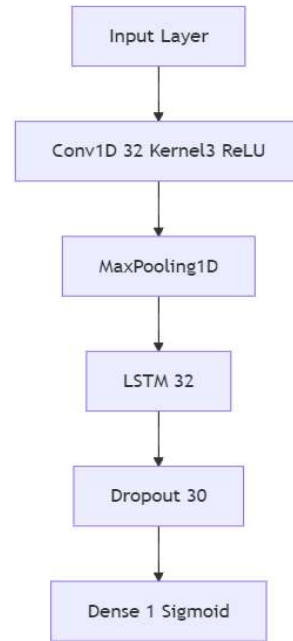 Input Layer
Conv1D 32 Kernel3 ReLU
MaxPooling1D
LSTM 32
Dropout 30
Dense 1 Sigmoid